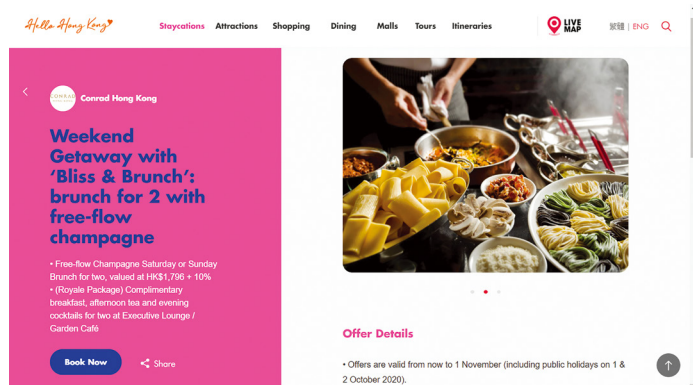 Hello Hong Kong
Staycations Attractions Shopping Dining Malls Tours Itineraries
LIVE
MAP
繁體 | ENG
CONRAD
Conrad Hong Kong
Weekend
Getaway with
‘Bliss & Brunch’:
brunch for 2 with
free-flow
champagne
• Free-flow Champagne Saturday or Sunday
Brunch for two, valued at HK$1,796 + 10%
• (Royale Package) Complimentary
breakfast, afternoon tea and evening
cocktails for two at Executive Lounge /
Garden Café
Book Now
Share
Offer Details
• Offers are valid from now to 1 November (including public holidays on 1 &
2 October 2020).